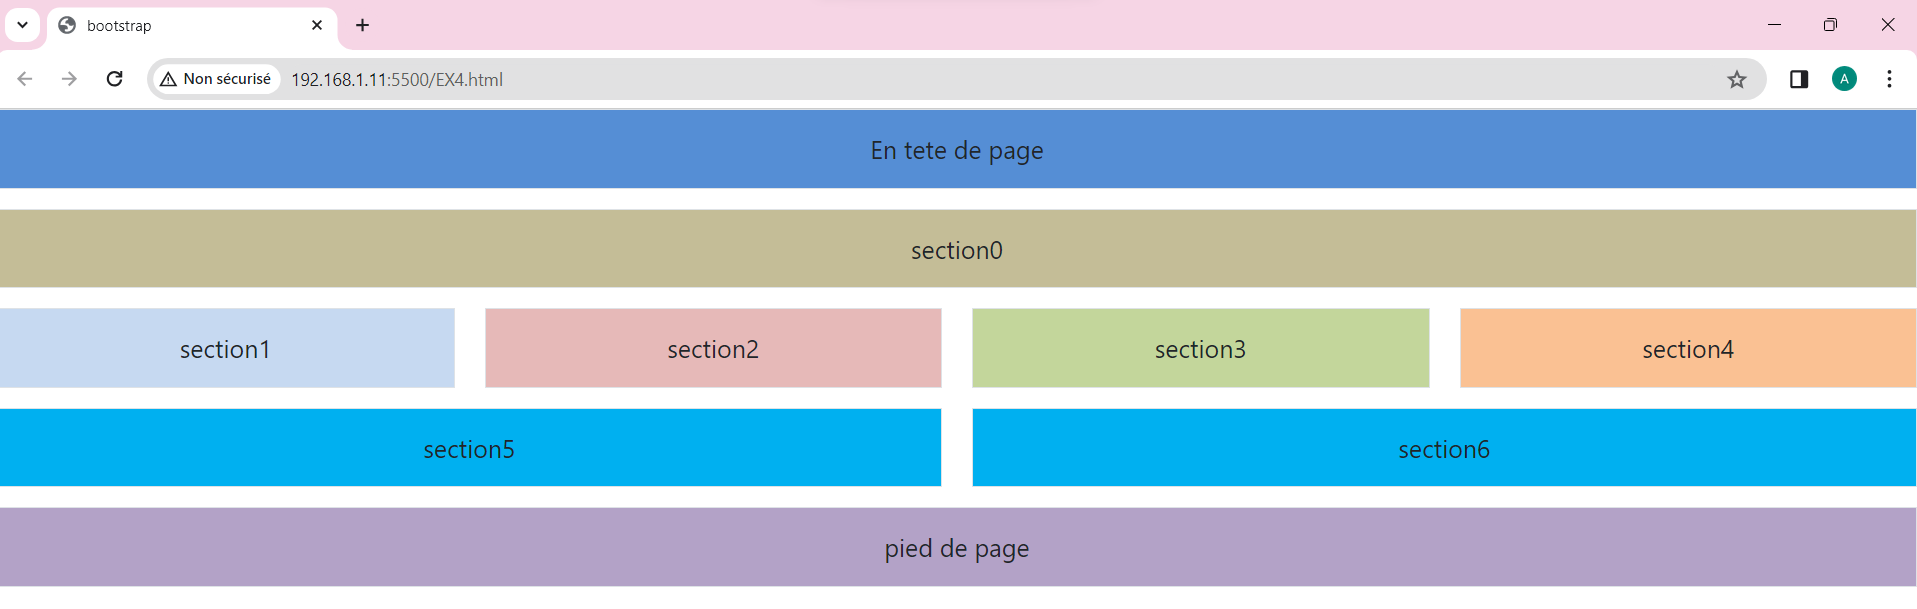 bootstrap
Non sécurisé 192.168.1.11:5500/EX4.html
A
En tete de page
section0
section1 section2 section3 section4
section5 section6
pied de page